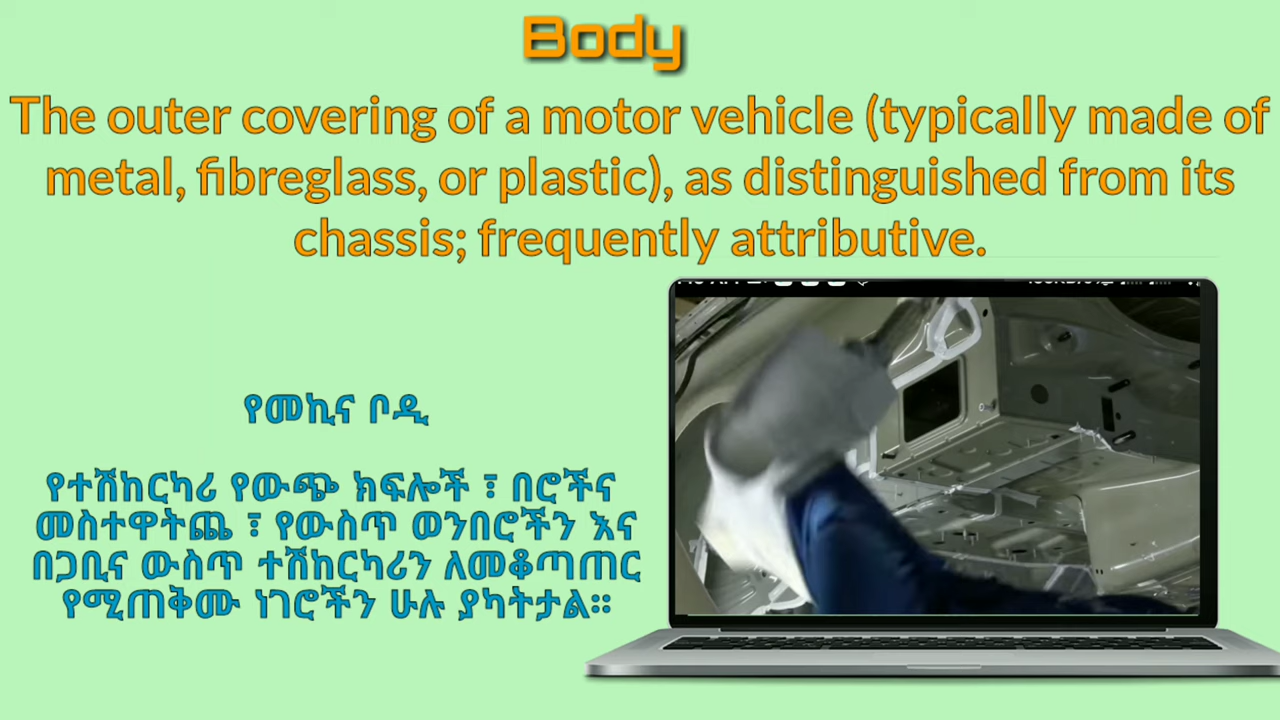 Body
The outer covering of a motor vehicle (typically made of
metal, fibreglass, or plastic), as distinguished from its
chassis; frequently attributive.
የመኪና ቦዲ
የተሽከርካሪ የውጭ ክፍሎች ፣ በሮችና
መስተዋትጨ ፣ የውስጥ ወንበሮችን እና
በጋቢና ውስጥ ተሽከርካሪን ለመቆጣጠር
የሚጠቅሙ ነገሮችን ሁሉ ያካትታል።